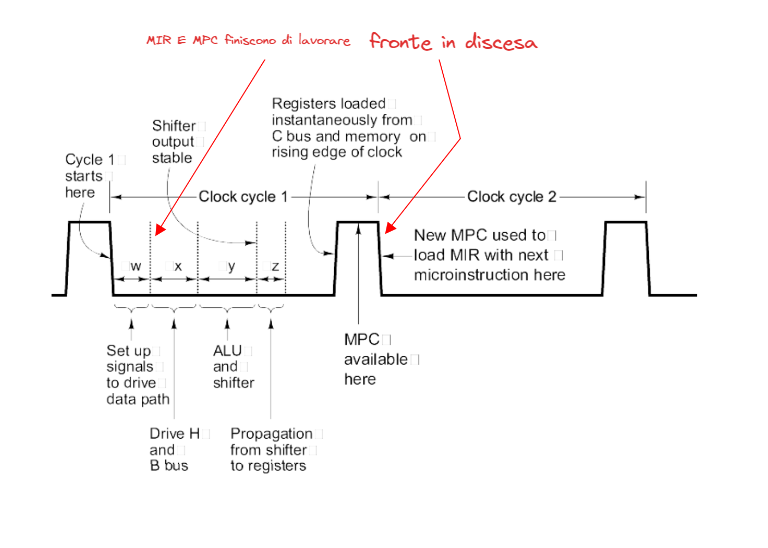 MIR E MPC finiscono di lavorare
fronte in discesa
Registers loaded
instantaneously from
C bus and memory on
rising edge of clock
Shifter
output
stable
Cycle 1
starts
here
Clock cycle 1
Clock cycle 2
w
x
y
z
New MPC used to
load MIR with next
microinstruction here
Set up
signals
to drive
data path
ALU
and
shifter
MPC
available
here
Drive H
and
B bus
Propagation
from shifter
to registers